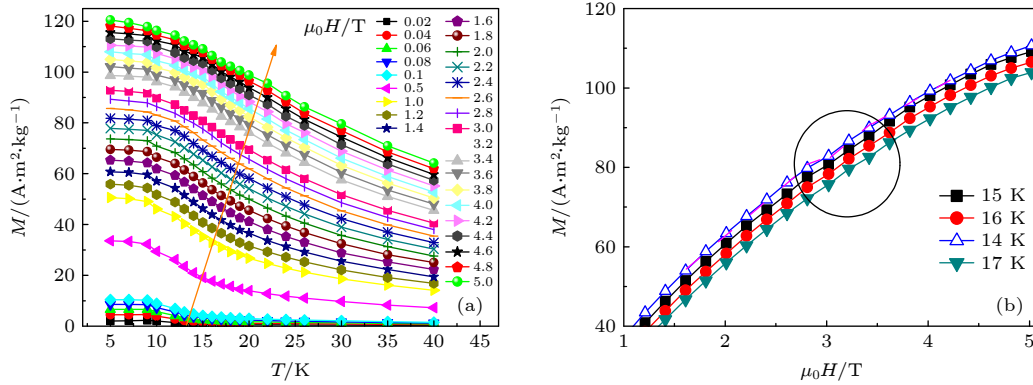 μ₀H/T
0.02 1.6
0.04 1.8
0.06 2.0
0.08 2.2
0.1 2.4
0.5 2.6
1.0 2.8
1.2 3.0
1.4 3.2
3.4
3.6
3.8
4.0
4.2
4.4
4.6
4.8
5.0
120
100
80
60
40
20
0
M/(A·m²·kg⁻¹)
0 5 10 15 20 25 30 35 40 45
T/K
(a)
100
80
60
40
M/(A·m²·kg⁻¹)
15 K
16 K
14 K
17 K
1 2 3 4 5
μ₀H/T
(b)